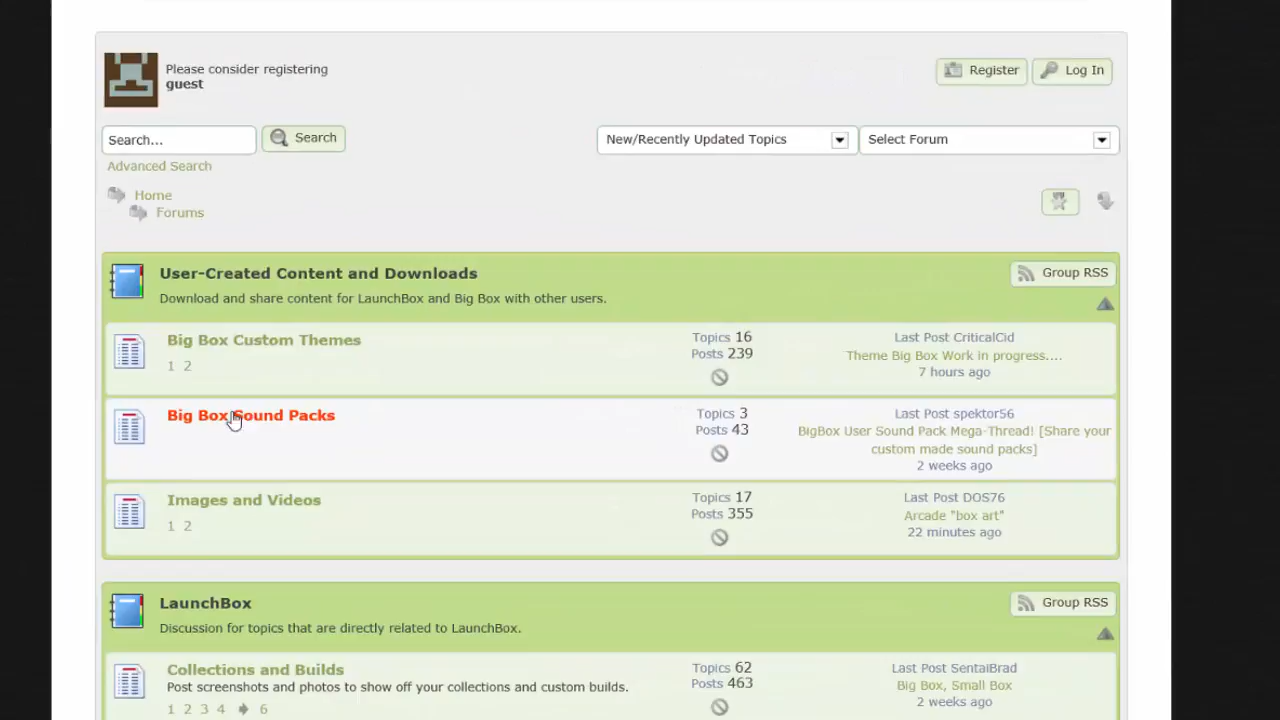 Please consider registering
guest
Register
Log In
Search...
Search
New/Recently Updated Topics
Select Forum
Advanced Search
Home
Forums
User-Created Content and Downloads
Group RSS
Download and share content for LaunchBox and Big Box with other users.
Big Box Custom Themes
1 2
Topics 16
Posts 239
Last Post CriticalCid
Theme Big Box Work in progress....
7 hours ago
Big Box Sound Packs
Topics 3
Posts 43
Last Post spektor56
BigBox User Sound Pack Mega-Thread! [Share your
custom made sound packs]
2 weeks ago
Images and Videos
1 2
Topics 17
Posts 355
Last Post DOS76
Arcade "box art"
22 minutes ago
LaunchBox
Group RSS
Discussion for topics that are directly related to LaunchBox.
Collections and Builds
Post screenshots and photos to show off your collections and custom builds.
1 2 3 4 6
Topics 62
Posts 463
Last Post SentaiBrad
Big Box, Small Box
2 weeks ago